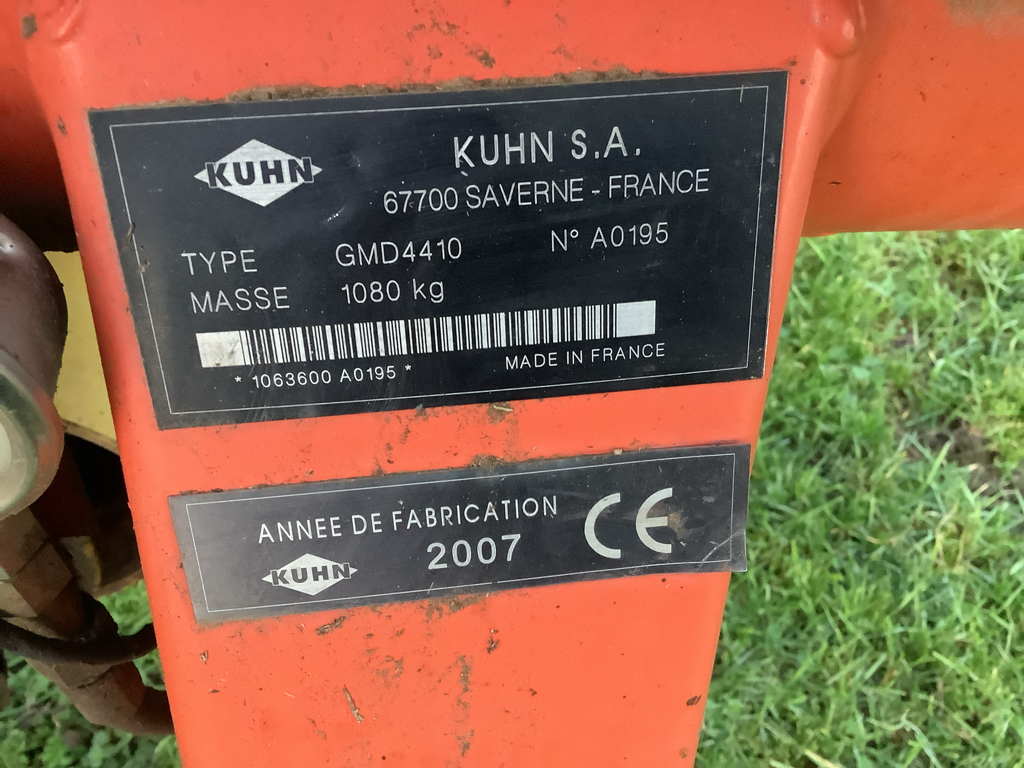 KUHN
KUHN S.A.
67700 SAVERNE - FRANCE
TYPE GMD4410 N° A0195
MASSE 1080 kg
* 1063600 A0195 *
MADE IN FRANCE
ANNEE DE FABRICATION
KUHN 2007 CE